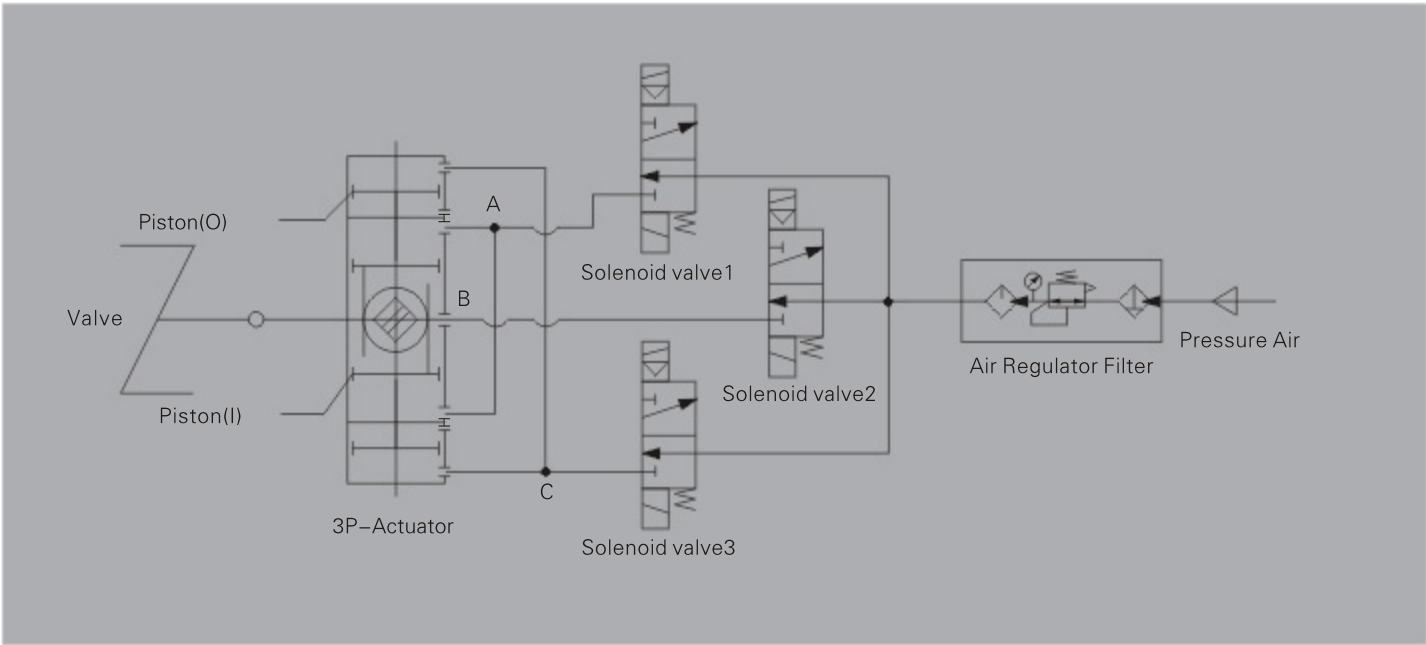 A
Piston(O)
Solenoid valve1
B
Valve
Pressure Air
Air Regulator Filter
Solenoid valve2
Piston(I)
C
3P–Actuator
Solenoid valve3